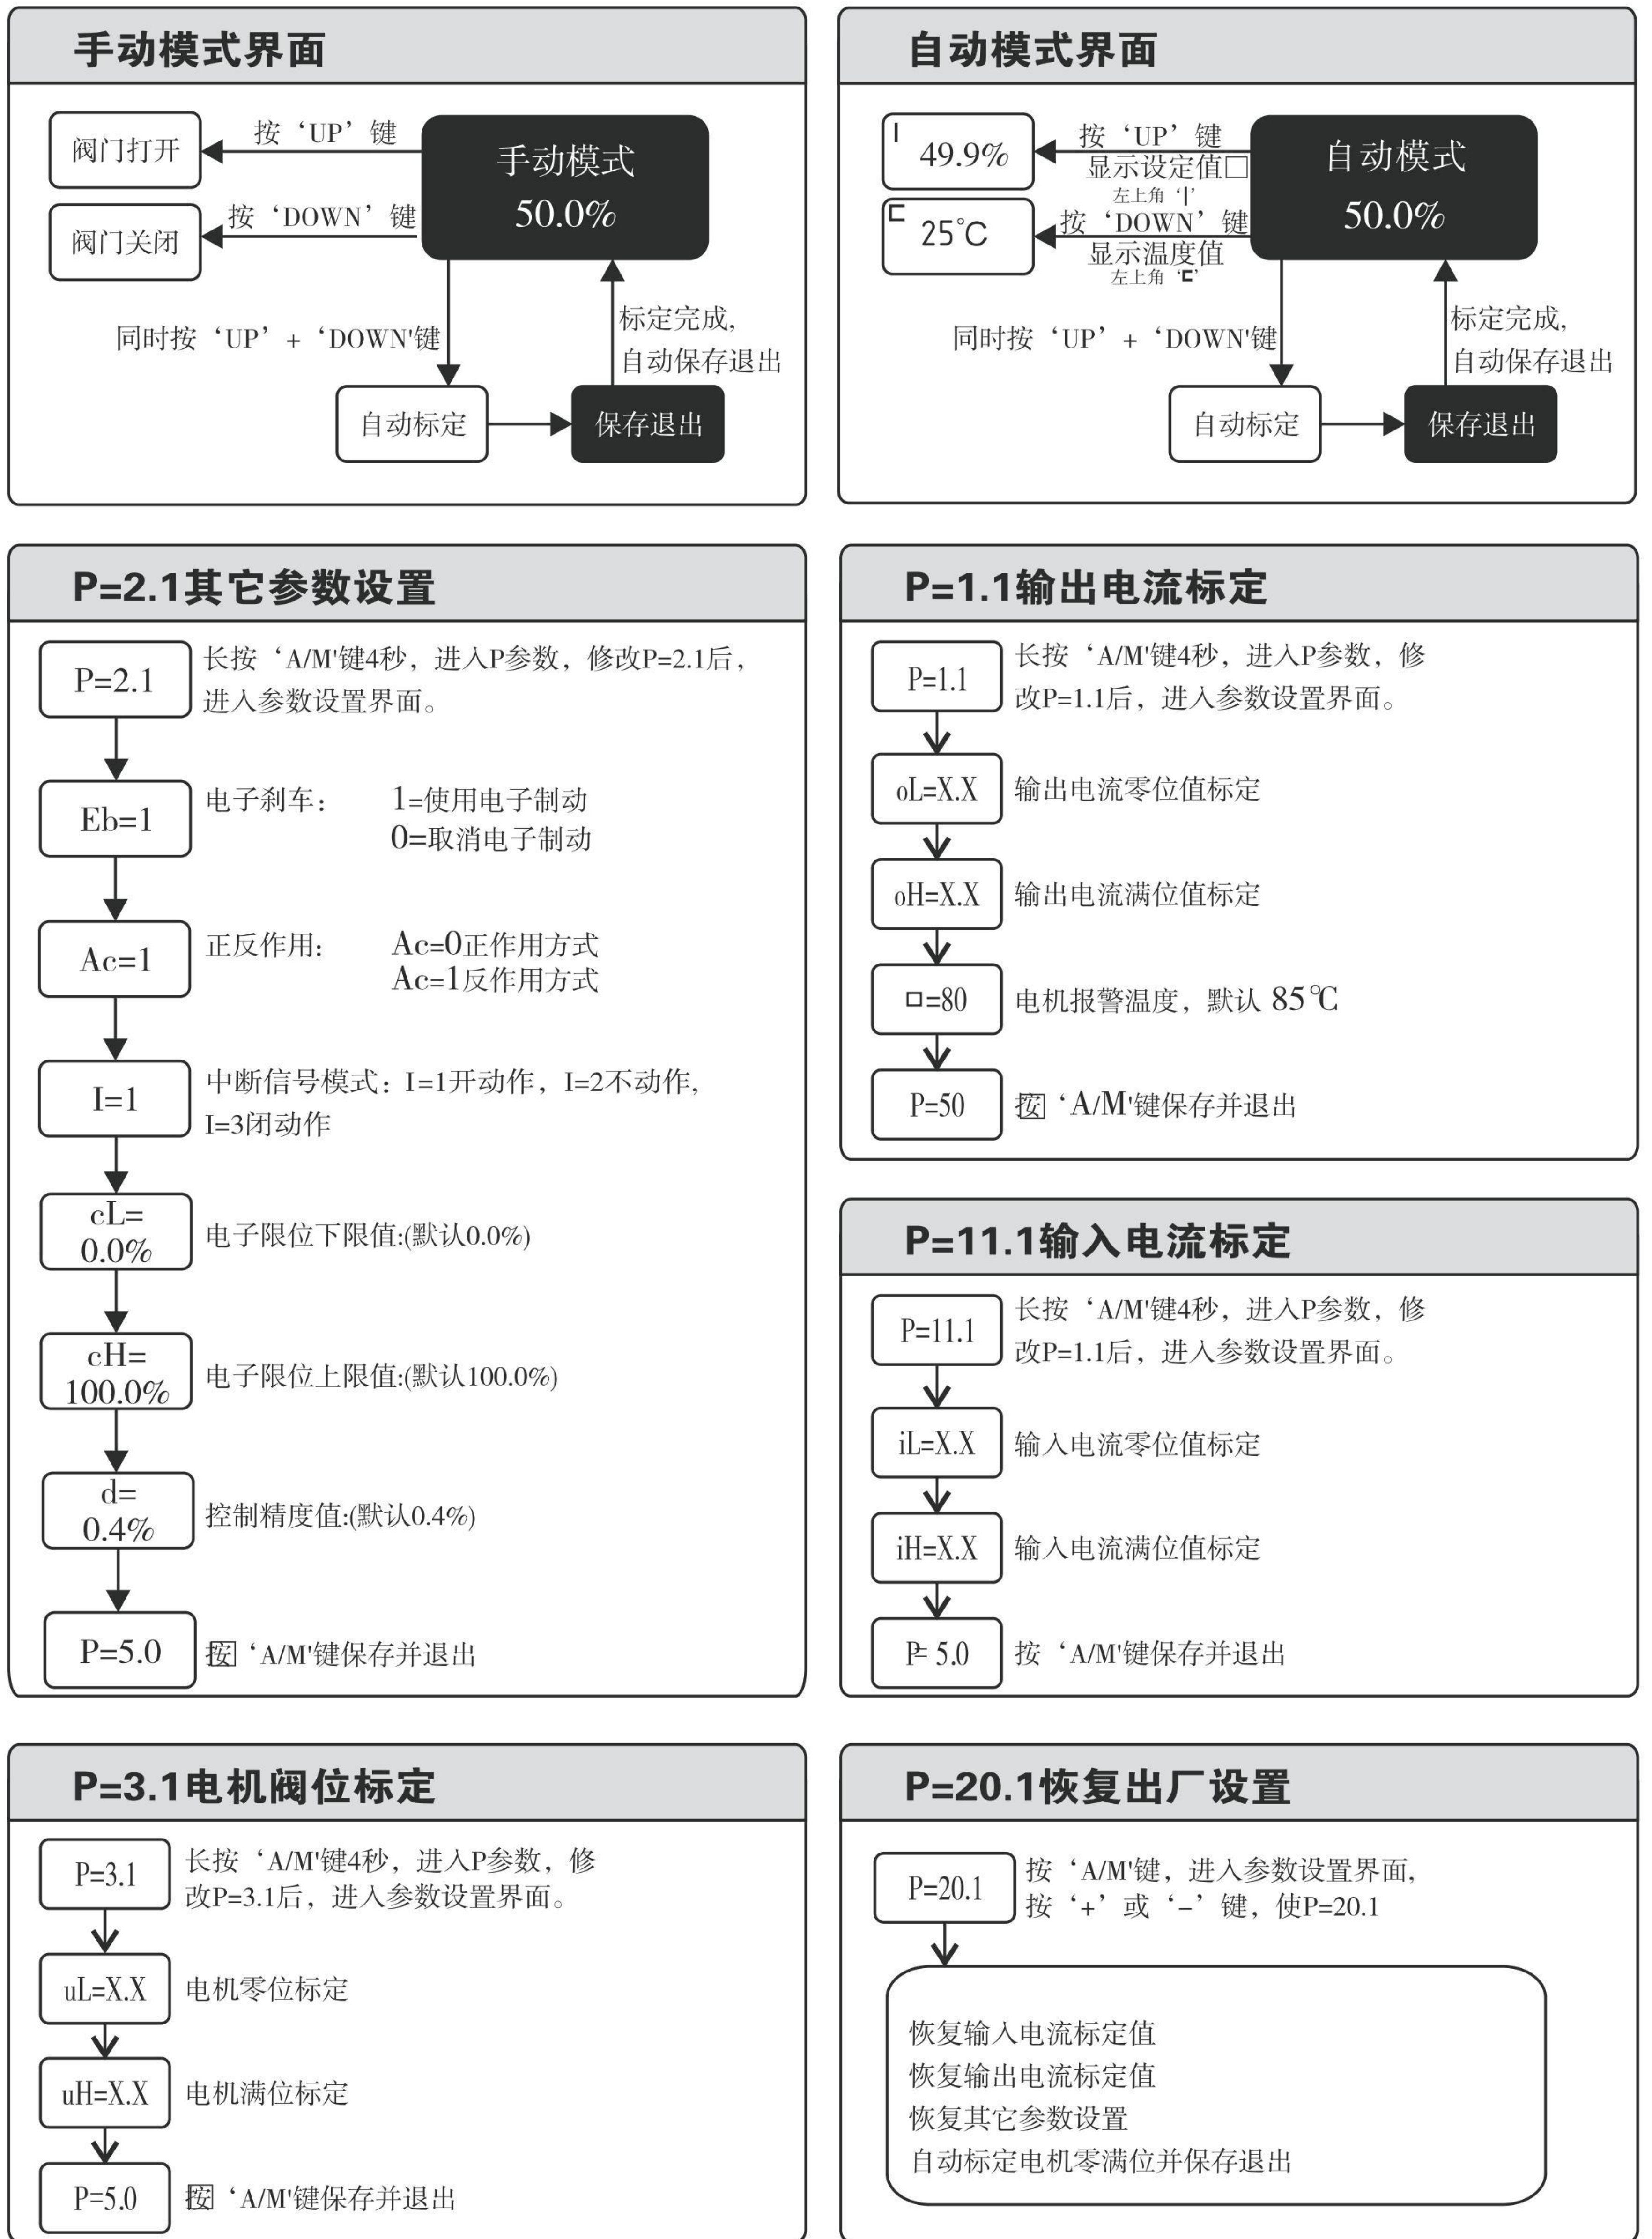 手动模式界面
阀门打开
按‘UP’键
手动模式
50.0%
阀门关闭
按‘DOWN’键
同时按‘UP’+‘DOWN'键
标定完成,
自动保存退出
自动标定
保存退出
自动模式界面
49.9%
按‘UP’键
显示设定值□
左上角‘|’
自动模式
50.0%
25℃
按‘DOWN’键
显示温度值
左上角‘⊏’
同时按‘UP’+‘DOWN'键
标定完成,
自动保存退出
自动标定
保存退出
P=2.1其它参数设置
P=2.1
长按‘A/M'键4秒，进入P参数，修改P=2.1后，
进入参数设置界面。
Eb=1
电子刹车： 1=使用电子制动
0=取消电子制动
Ac=1
正反作用: Ac=0正作用方式
Ac=1反作用方式
I=1
中断信号模式：I=1开动作，I=2不动作,
I=3闭动作
cL=
0.0%
电子限位下限值:(默认0.0%)
cH=
100.0%
电子限位上限值:(默认100.0%)
d=
0.4%
控制精度值:(默认0.4%)
P=5.0
按‘A/M'键保存并退出
P=1.1输出电流标定
P=1.1
长按‘A/M'键4秒，进入P参数，修
改P=1.1后，进入参数设置界面。
oL=X.X
输出电流零位值标定
oH=X.X
输出电流满位值标定
□=80
电机报警温度，默认 85℃
P=50
按‘A/M'键保存并退出
P=11.1输入电流标定
P=11.1
长按‘A/M'键4秒，进入P参数，修
改P=1.1后，进入参数设置界面。
iL=X.X
输入电流零位值标定
iH=X.X
输入电流满位值标定
P= 5.0
按‘A/M'键保存并退出
P=3.1电机阀位标定
P=3.1
长按‘A/M'键4秒，进入P参数，修
改P=3.1后，进入参数设置界面。
uL=X.X
电机零位标定
uH=X.X
电机满位标定
P=5.0
按‘A/M'键保存并退出
P=20.1恢复出厂设置
P=20.1
按‘A/M'键，进入参数设置界面,
按‘+’或‘-’键，使P=20.1
恢复输入电流标定值
恢复输出电流标定值
恢复其它参数设置
自动标定电机零满位并保存退出